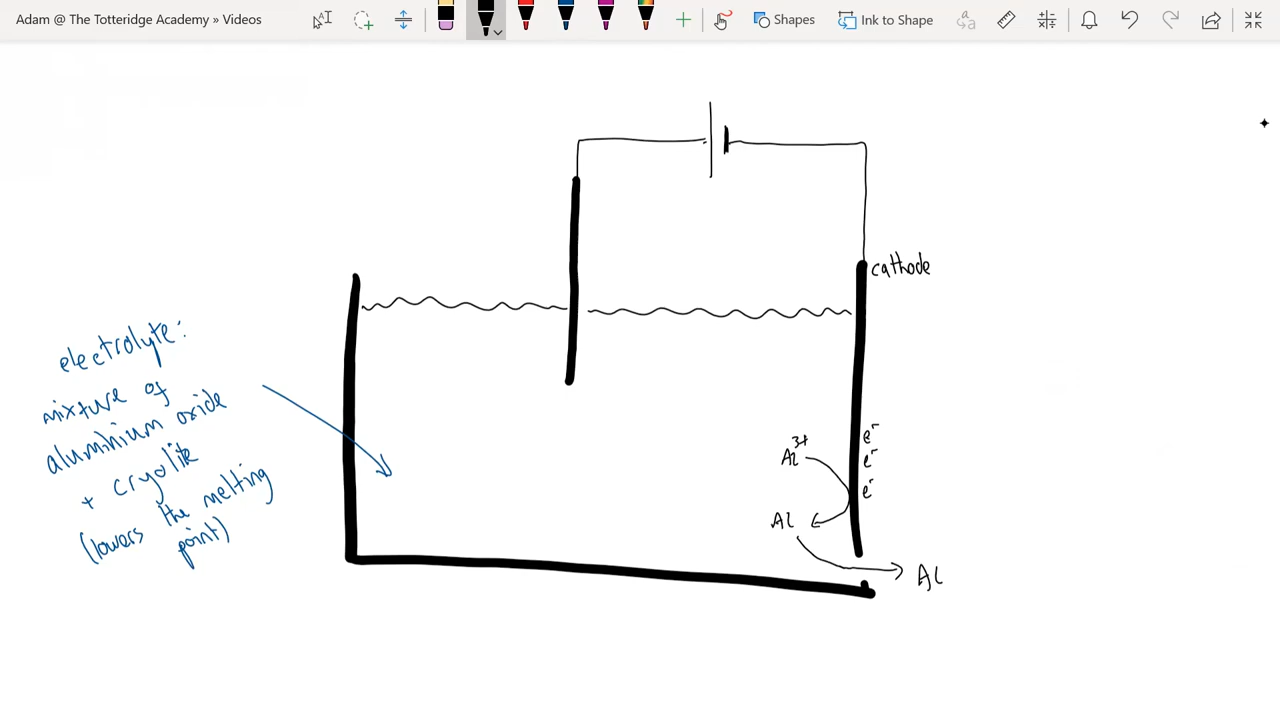 Adam @ The Totteridge Academy » Videos
Shapes
Ink to Shape
cathode
electrolyte:
mixture of
aluminium oxide
+ cryolite
(lowers the melting
point)
e⁻
Al³⁺
e⁻
e⁻
Al
Al